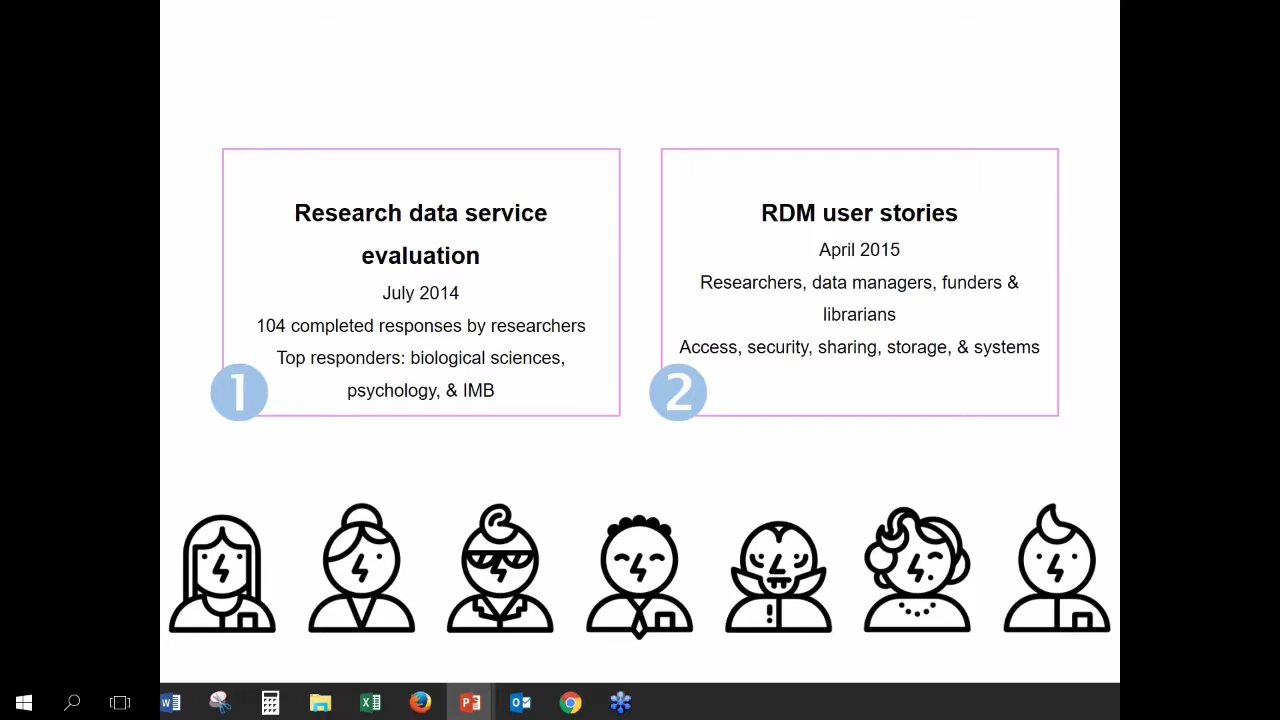 Research data service
evaluation
July 2014
104 completed responses by researchers
Top responders: biological sciences,
psychology, & IMB
1
RDM user stories
April 2015
Researchers, data managers, funders &
librarians
Access, security, sharing, storage, & systems
2